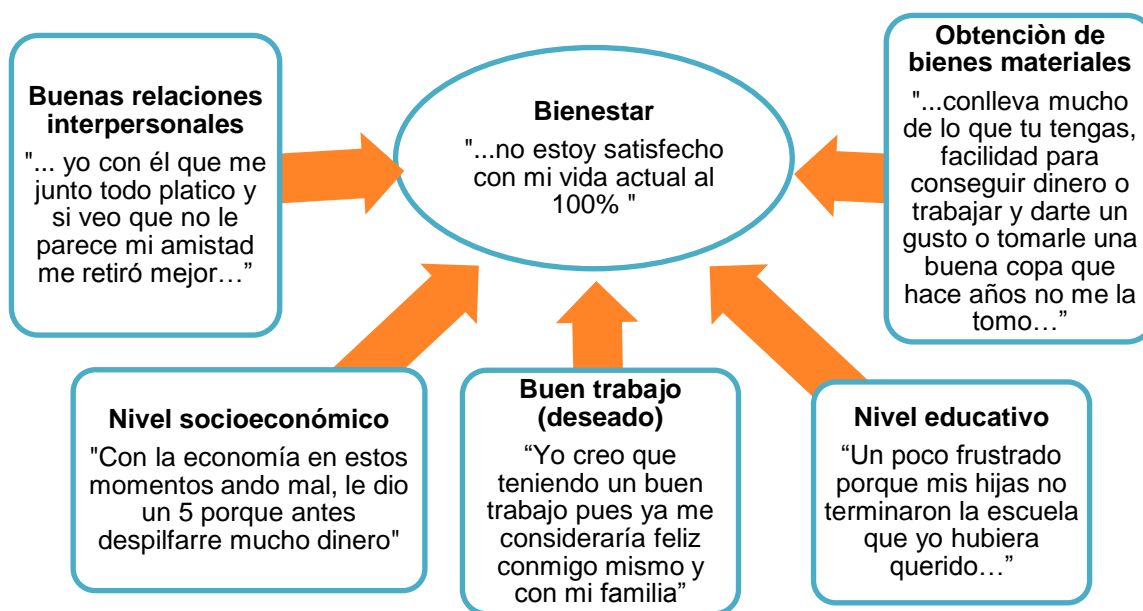 Buenas relaciones
interpersonales
"... yo con él que me
junto todo platico y
si veo que no le
parece mi amistad
me retiró mejor…”
Bienestar
"...no estoy satisfecho
con mi vida actual al
100% "
Obtenciòn de
bienes materiales
"...conlleva mucho
de lo que tu tengas,
facilidad para
conseguir dinero o
trabajar y darte un
gusto o tomarle una
buena copa que
hace años no me la
tomo…”
Nivel socioeconómico
"Con la economía en estos
momentos ando mal, le dio
un 5 porque antes
despilfarre mucho dinero"
Buen trabajo
(deseado)
“Yo creo que
teniendo un buen
trabajo pues ya me
consideraría feliz
conmigo mismo y
con mi familia”
Nivel educativo
“Un poco frustrado
porque mis hijas no
terminaron la escuela
que yo hubiera
querido…”